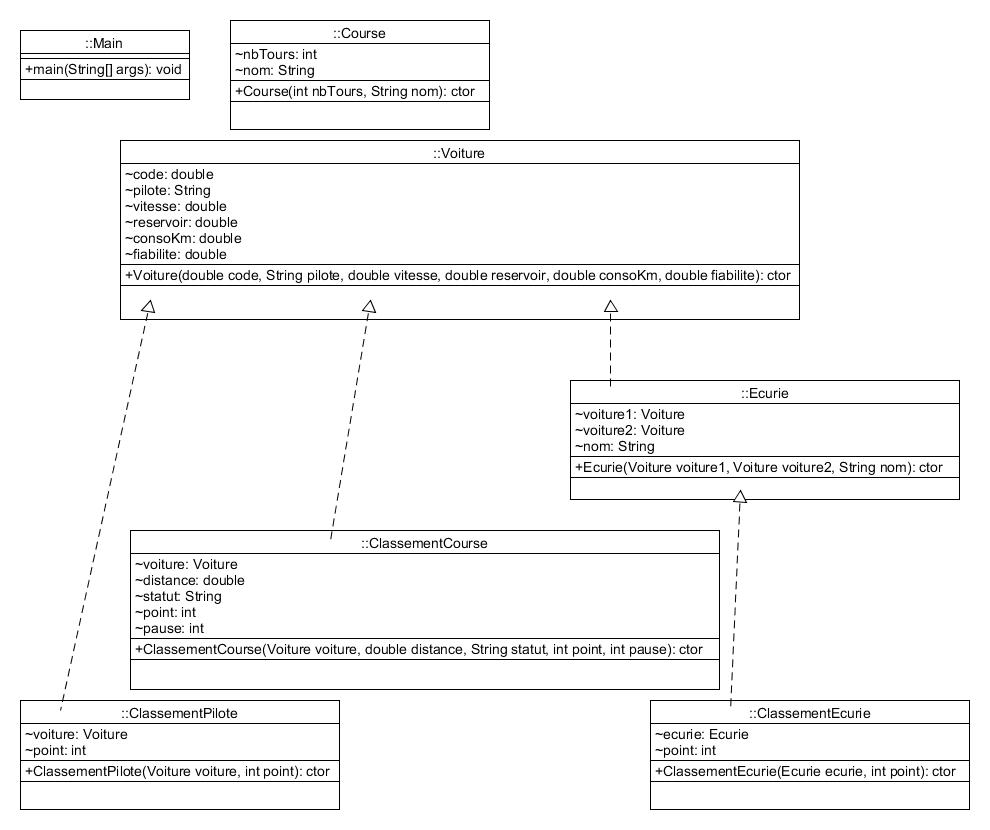 ::Main
+main(String[] args): void
::Course
~nbTours: int
~nom: String
+Course(int nbTours, String nom): ctor
::Voiture
~code: double
~pilote: String
~vitesse: double
~reservoir: double
~consoKm: double
~fiabilite: double
+Voiture(double code, String pilote, double vitesse, double reservoir, double consoKm, double fiabilite): ctor
::Ecurie
~voiture1: Voiture
~voiture2: Voiture
~nom: String
+Ecurie(Voiture voiture1, Voiture voiture2, String nom): ctor
::ClassementCourse
~voiture: Voiture
~distance: double
~statut: String
~point: int
~pause: int
+ClassementCourse(Voiture voiture, double distance, String statut, int point, int pause): ctor
::ClassementPilote
~voiture: Voiture
~point: int
+ClassementPilote(Voiture voiture, int point): ctor
::ClassementEcurie
~ecurie: Ecurie
~point: int
+ClassementEcurie(Ecurie ecurie, int point): ctor